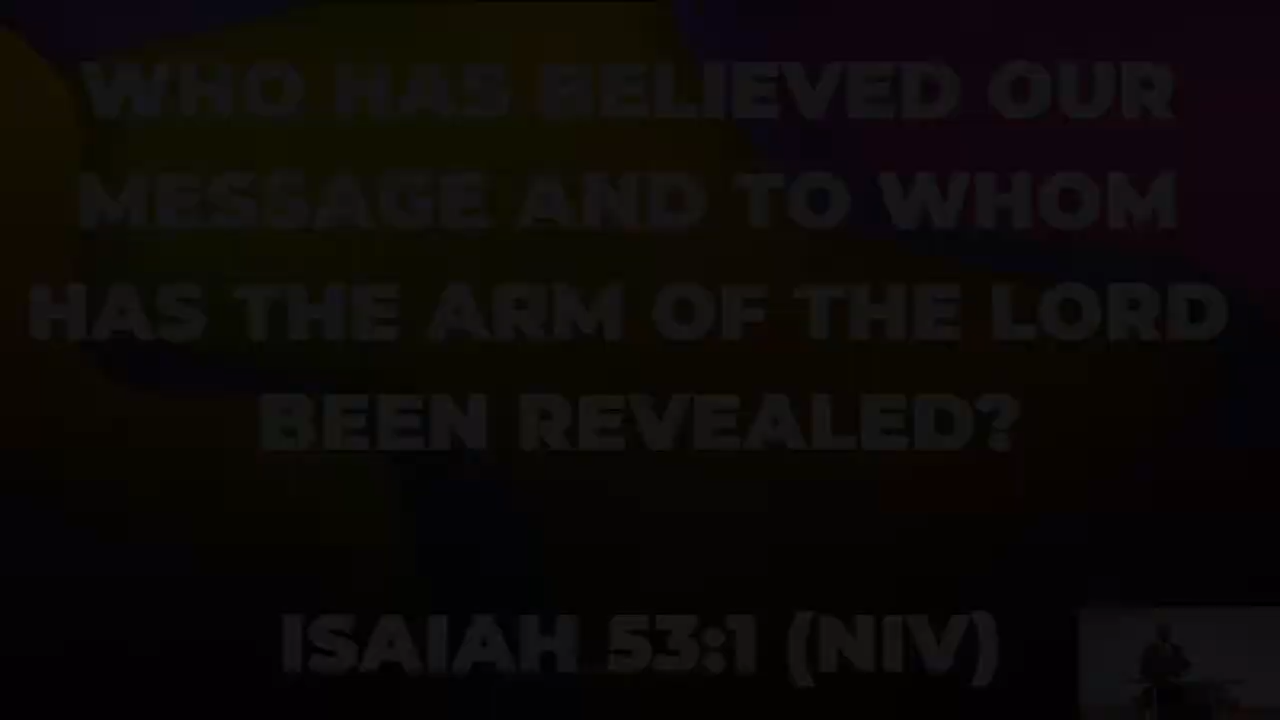 WHO HAS BELIEVED OUR
MESSAGE AND TO WHOM
HAS THE ARM OF THE LORD
BEEN REVEALED?
ISAIAH 53:1 (NIV)